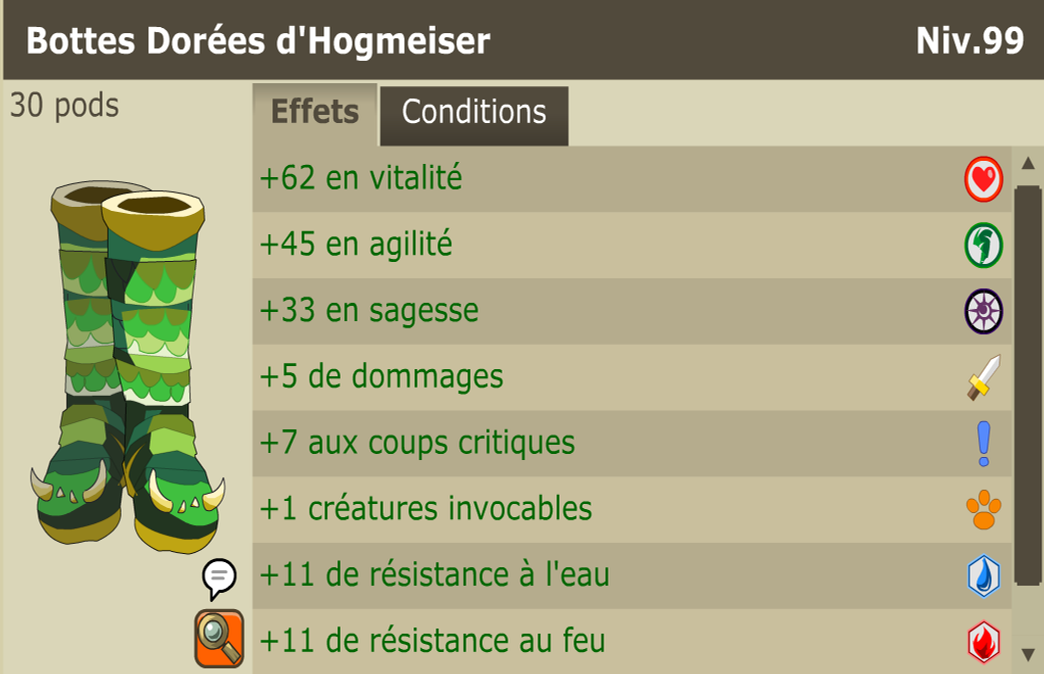 Bottes Dorées d'Hogmeiser Niv.99
30 pods
Effets Conditions
+62 en vitalité
+45 en agilité
+33 en sagesse
+5 de dommages
+7 aux coups critiques
+1 créatures invocables
+11 de résistance à l'eau
+11 de résistance au feu